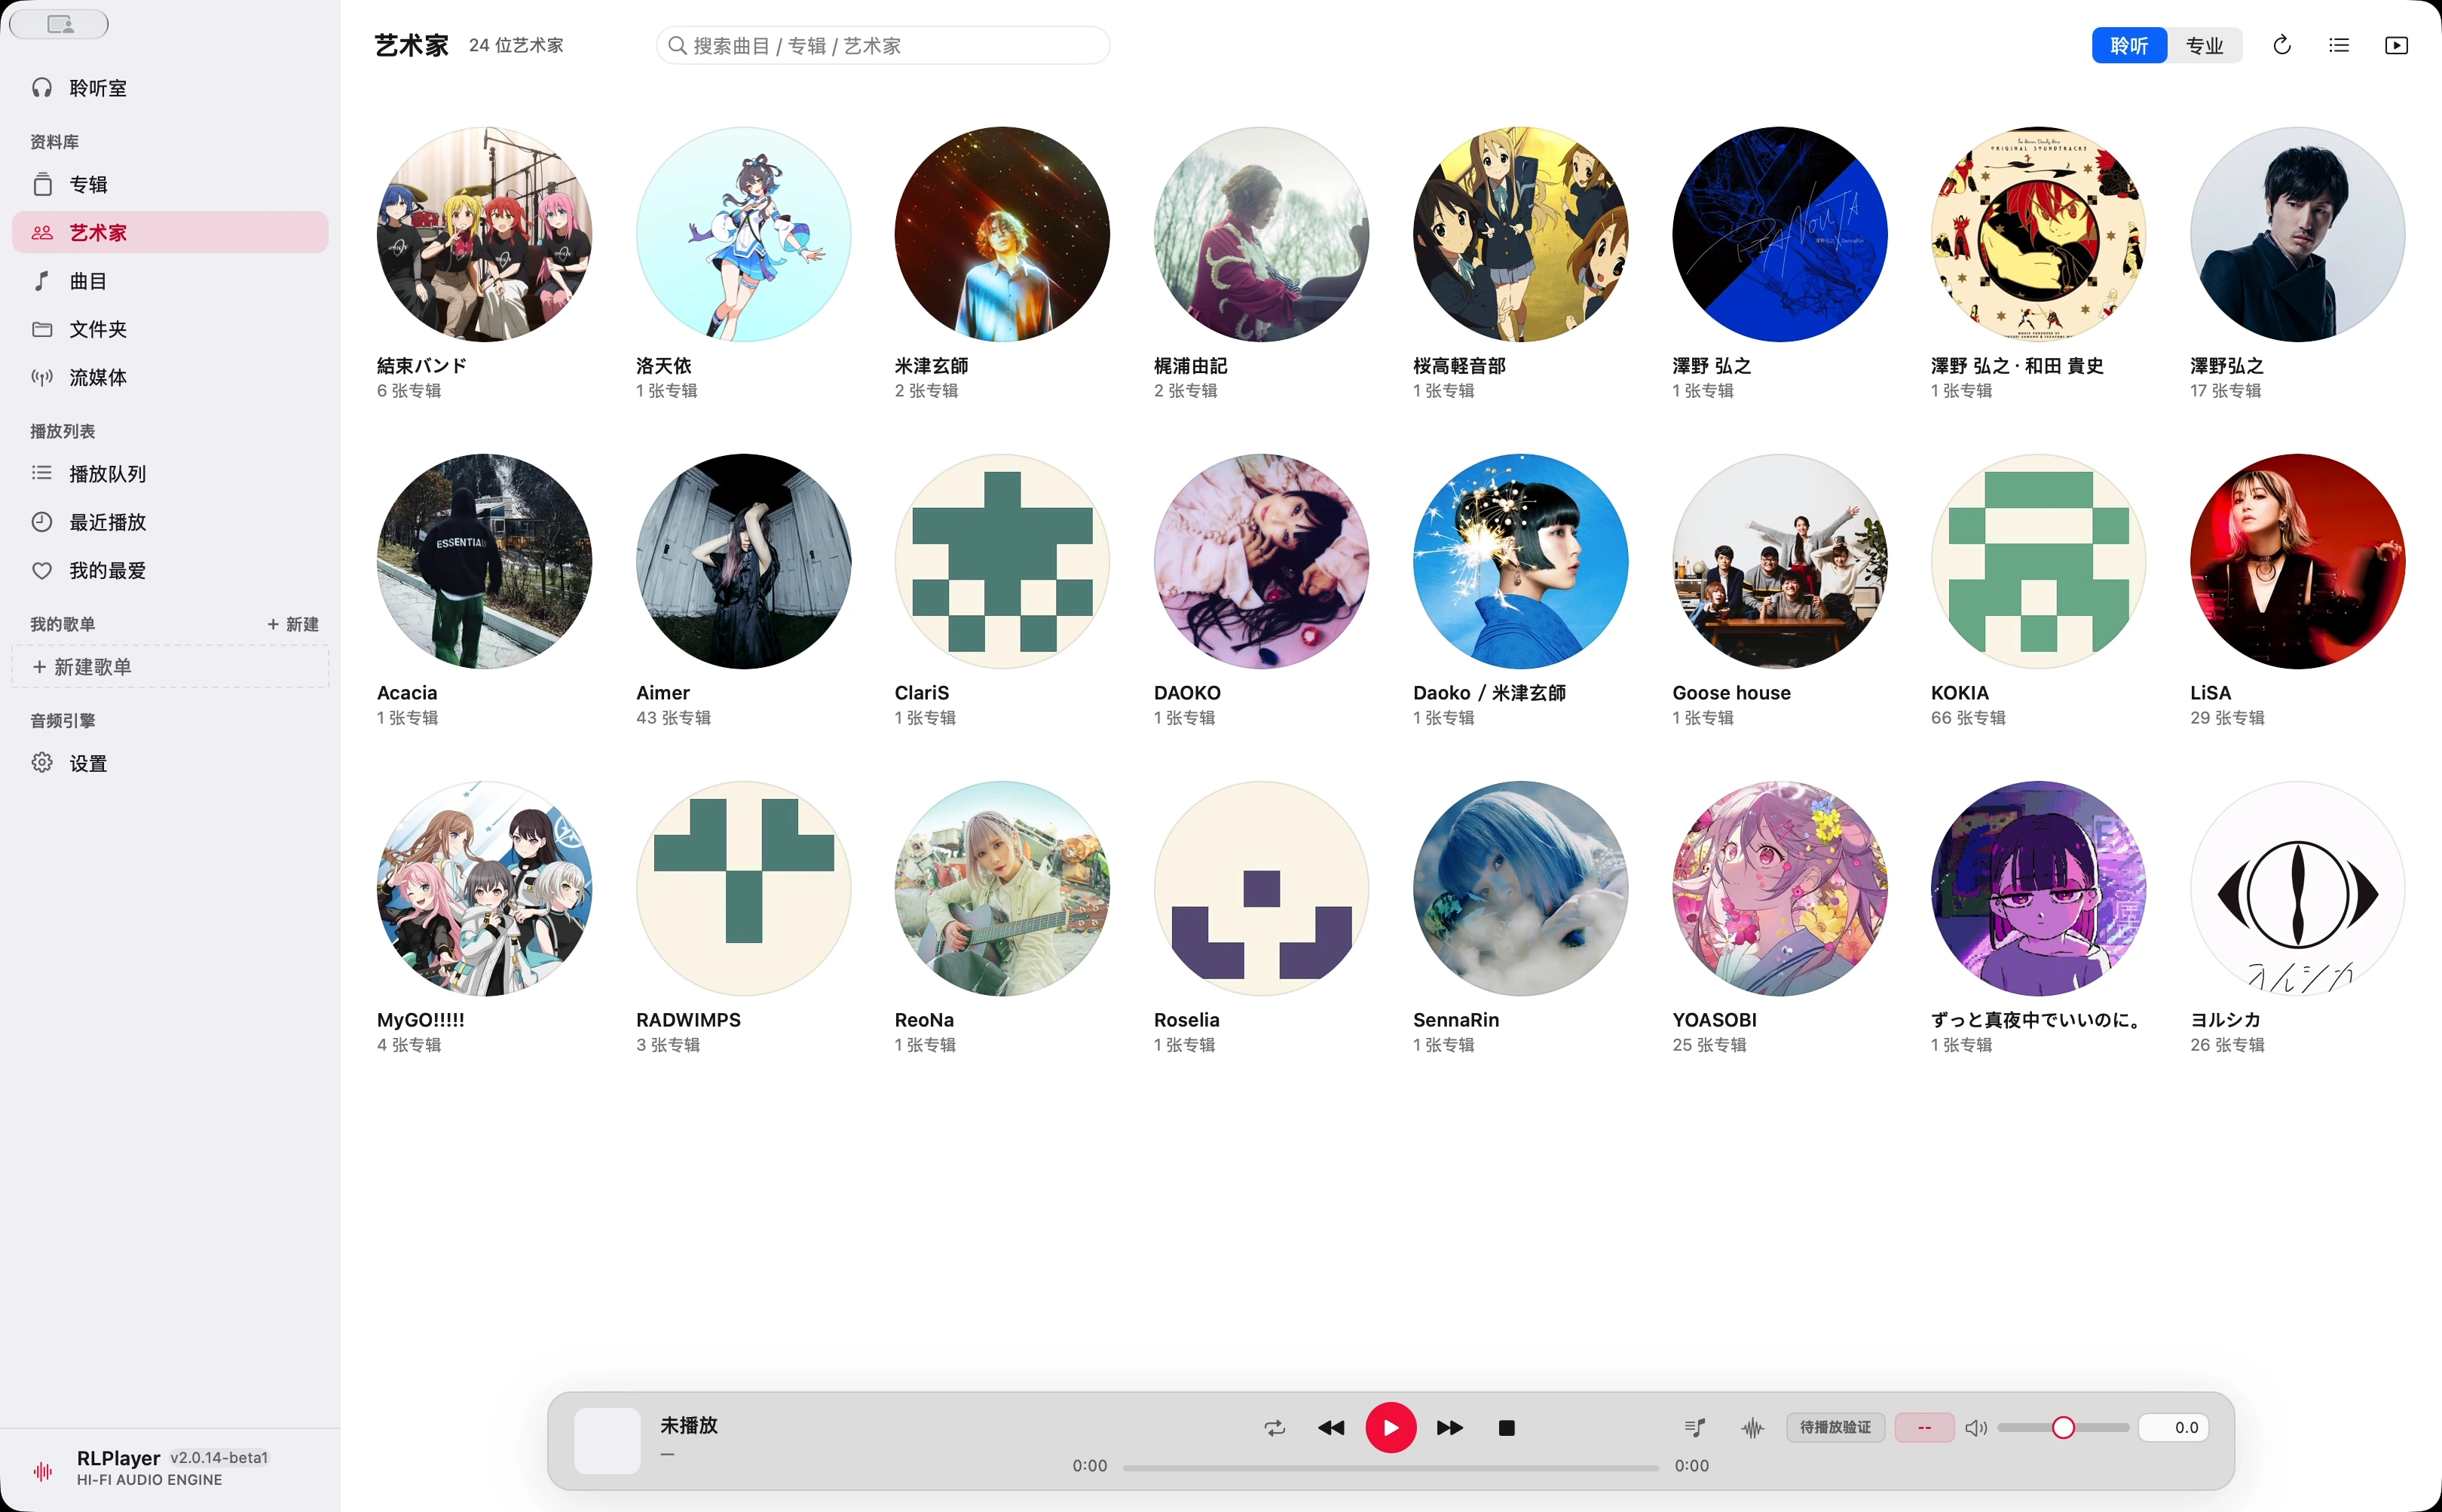 聆听室
资料库
专辑
艺术家
曲目
文件夹
流媒体
播放列表
播放队列
最近播放
我的最爱
我的歌单 + 新建
+ 新建歌单
音频引擎
设置
RLPlayer v2.0.14-beta1
HI-FI AUDIO ENGINE
艺术家 24 位艺术家
搜索曲目 / 专辑 / 艺术家
聆听 专业
ORIGINAL SOUNDTRACKS
結束バンド
6 张专辑
洛天依
1 张专辑
米津玄師
2 张专辑
梶浦由記
2 张专辑
桜高軽音部
1 张专辑
澤野 弘之
1 张专辑
澤野 弘之 · 和田 貴史
1 张专辑
澤野弘之
17 张专辑
ESSENTIAL
Acacia
1 张专辑
Aimer
43 张专辑
ClariS
1 张专辑
DAOKO
1 张专辑
Daoko / 米津玄師
1 张专辑
Goose house
1 张专辑
KOKIA
66 张专辑
LiSA
29 张专辑
ヨルシカ
MyGO!!!!!
4 张专辑
RADWIMPS
3 张专辑
ReoNa
1 张专辑
Roselia
1 张专辑
SennaRin
1 张专辑
YOASOBI
25 张专辑
ずっと真夜中でいいのに。
1 张专辑
ヨルシカ
26 张专辑
未播放
—
0:00
0:00
待播放验证
--
0.0